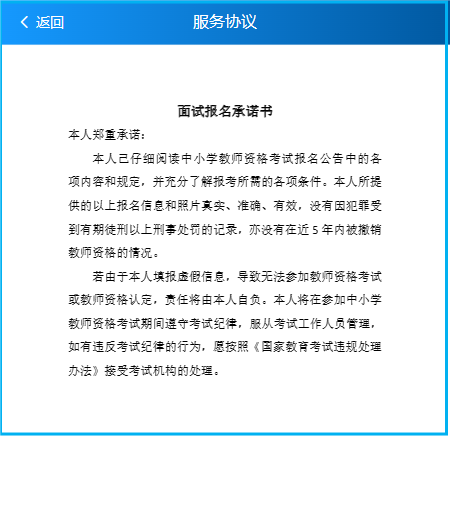 返回
服务协议
面试报名承诺书
本人郑重承诺：
本人已仔细阅读中小学教师资格考试报名公告中的各
项内容和规定，并充分了解报考所需的各项条件。本人所提
供的以上报名信息和照片真实、准确、有效，没有因犯罪受
到有期徒刑以上刑事处罚的记录，亦没有在近 5 年内被撤销
教师资格的情况。
若由于本人填报虚假信息，导致无法参加教师资格考试
或教师资格认定，责任将由本人自负。本人将在参加中小学
教师资格考试期间遵守考试纪律，服从考试工作人员管理，
如有违反考试纪律的行为，愿按照《国家教育考试违规处理
办法》接受考试机构的处理。